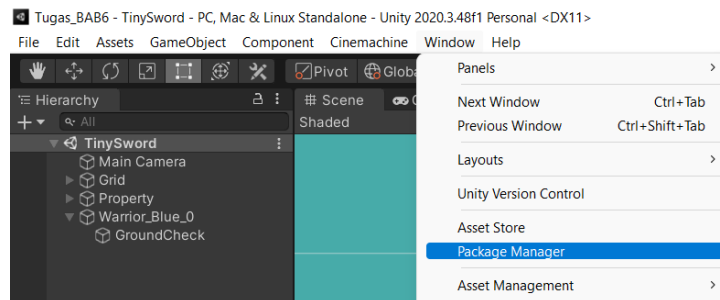 Tugas_BAB6 - TinySword - PC, Mac & Linux Standalone - Unity 2020.3.48f1 Personal <DX11>
File Edit Assets GameObject Component Cinemachine Window Help
Pivot Globa
Panels
Hierarchy
# Scene
Next Window Ctrl+Tab
All
Shaded
Previous Window Ctrl+Shift+Tab
TinySword
Main Camera
Layouts
Grid
Property
Unity Version Control
Warrior_Blue_0
GroundCheck
Asset Store
Package Manager
Asset Management